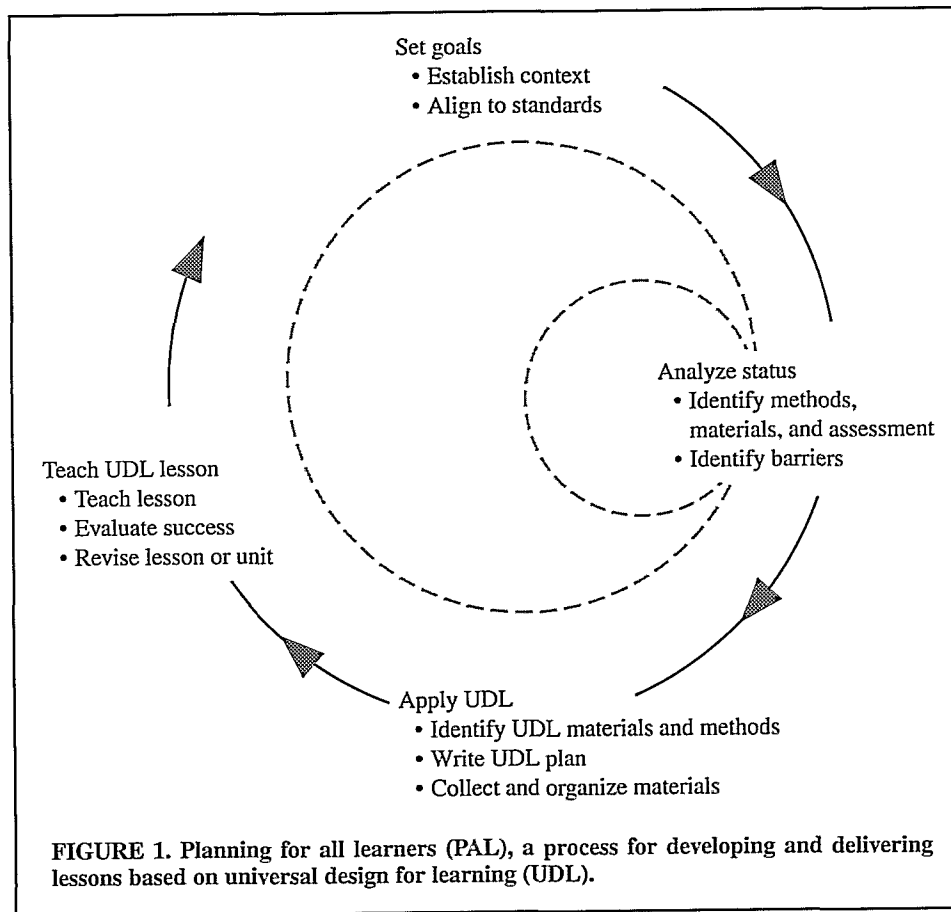 Set goals
• Establish context
• Align to standards
Analyze status
• Identify methods,
materials, and assessment
• Identify barriers
Apply UDL
• Identify UDL materials and methods
• Write UDL plan
• Collect and organize materials
Teach UDL lesson
• Teach lesson
• Evaluate success
• Revise lesson or unit
FIGURE 1. Planning for all learners (PAL), a process for developing and delivering
lessons based on universal design for learning (UDL).